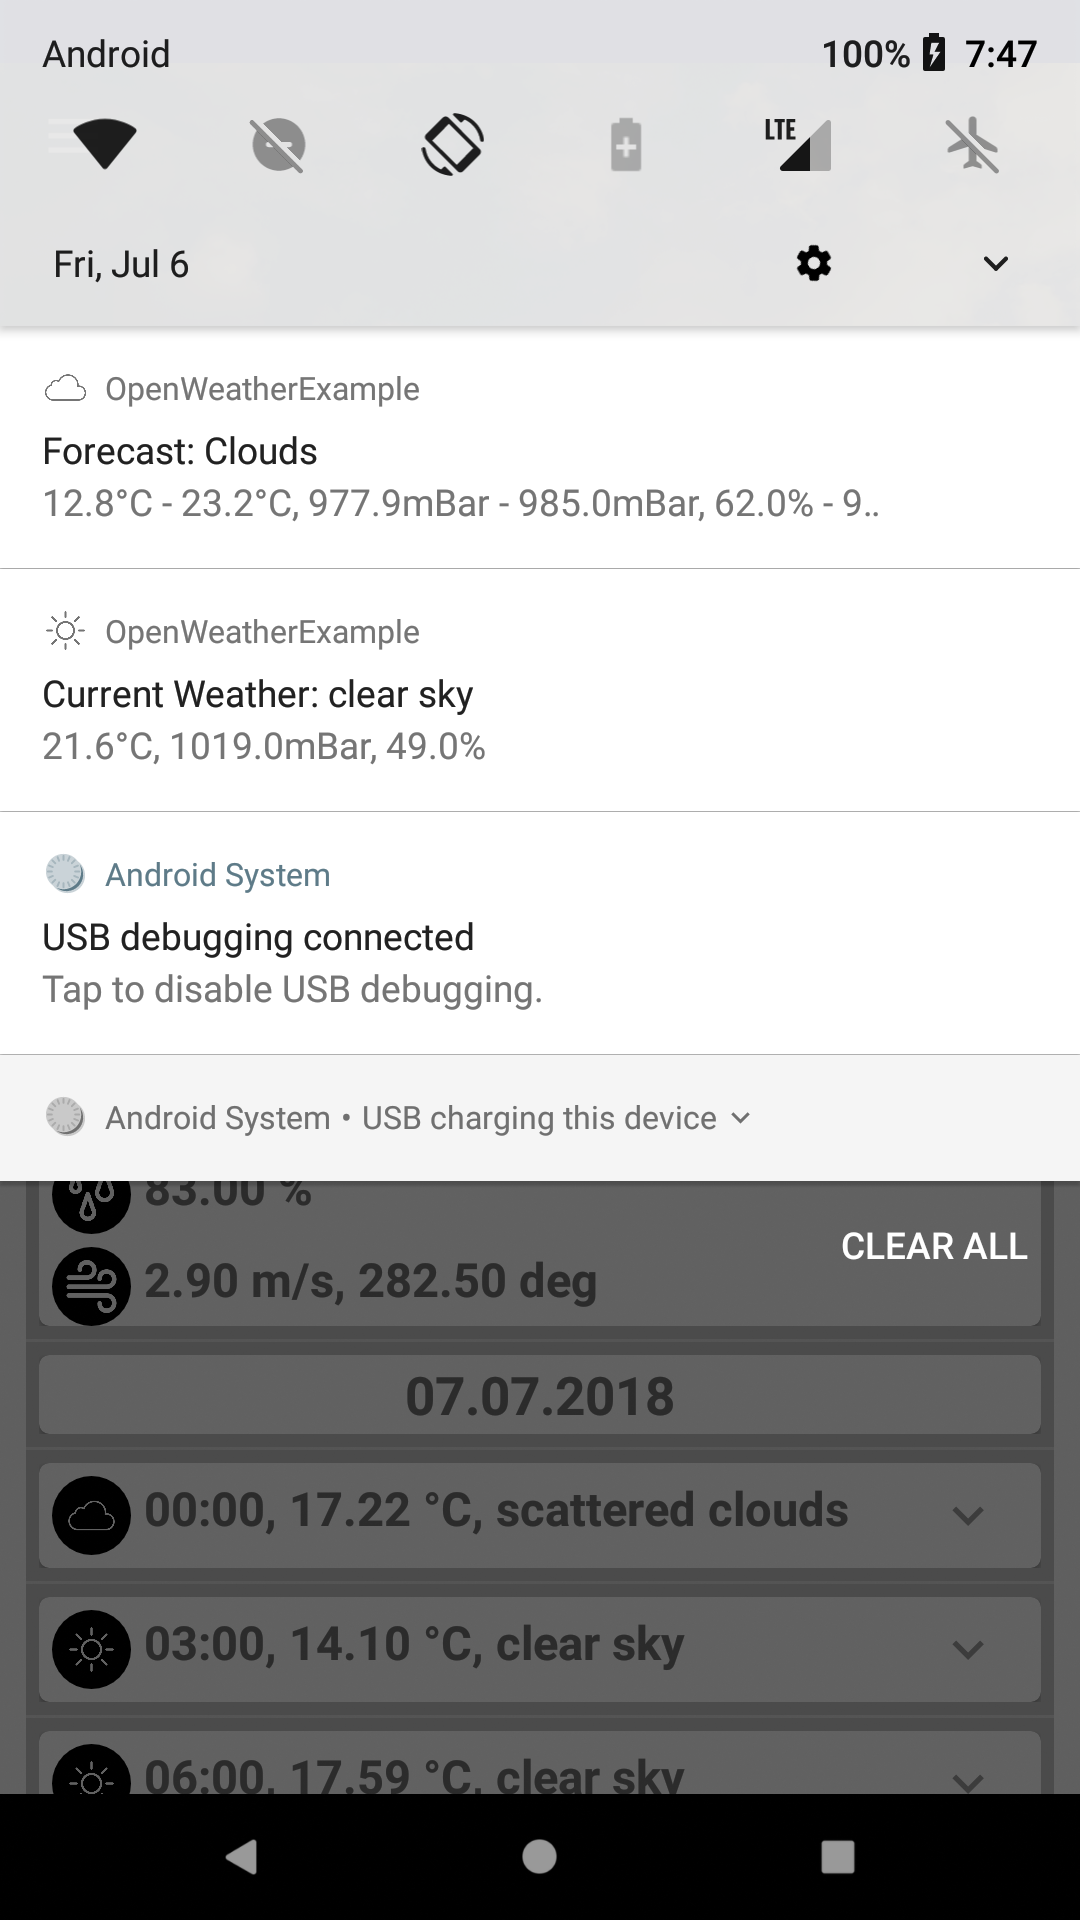 Android 100% 7:47
LTE
Fri, Jul 6
OpenWeatherExample
Forecast: Clouds
12.8°C - 23.2°C, 977.9mBar - 985.0mBar, 62.0% - 9..
OpenWeatherExample
Current Weather: clear sky
21.6°C, 1019.0mBar, 49.0%
Android System
USB debugging connected
Tap to disable USB debugging.
Android System • USB charging this device
83.00 %
CLEAR ALL
2.90 m/s, 282.50 deg
07.07.2018
00:00, 17.22 °C, scattered clouds
03:00, 14.10 °C, clear sky
06:00, 17.59 °C, clear sky